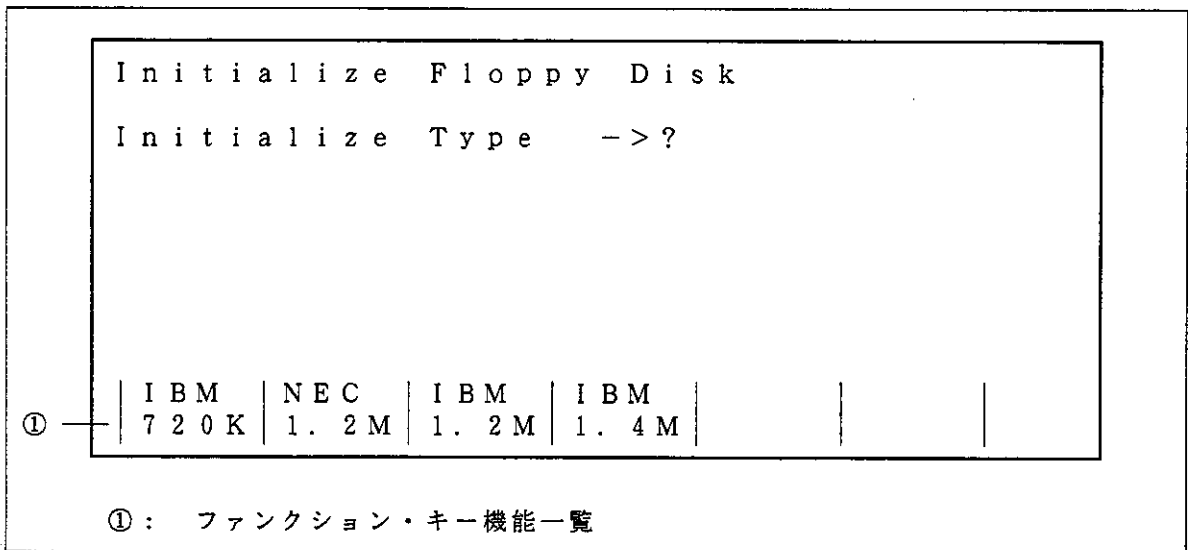 Initialize Floppy Disk
Initialize Type ->?
IBM NEC IBM IBM
① 720K 1.2M 1.2M 1.4M
①： ファンクション・キー機能一覧